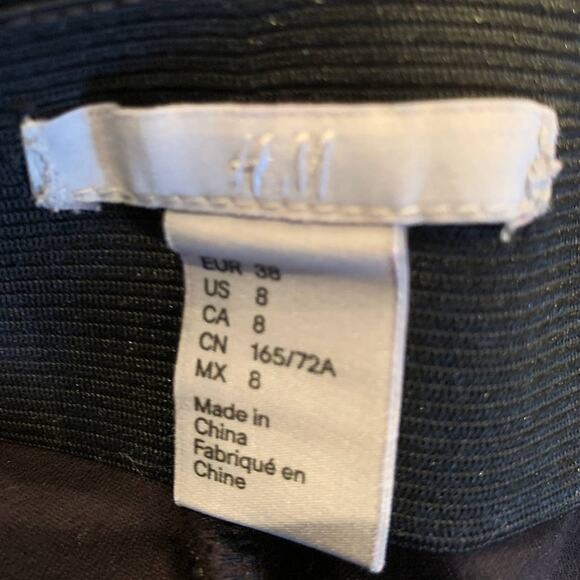 H&M
EUR 38
US 8
CA 8
CN 165/72A
MX 8
Made in
China
Fabriqué en
Chine